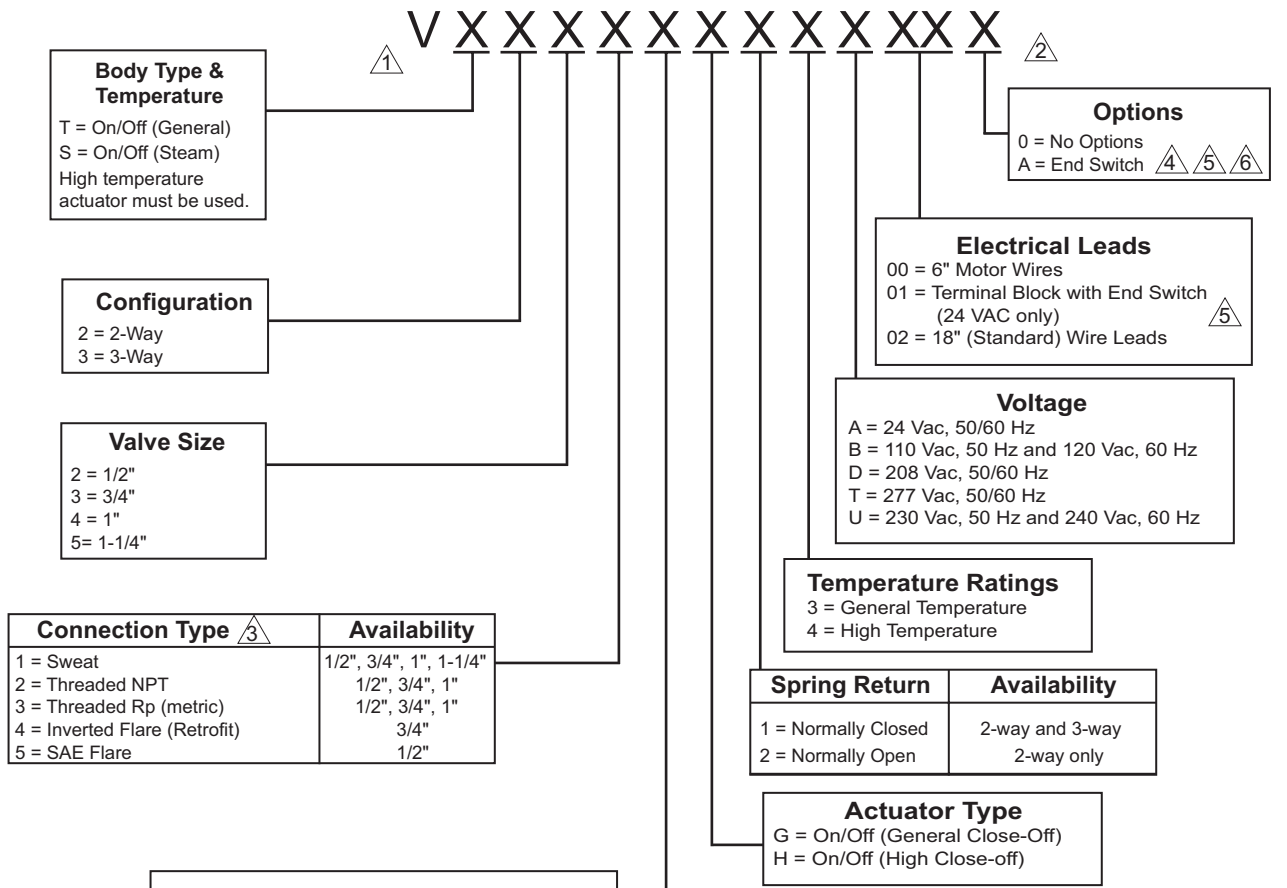 V X X X X X X X X X XX X
1
2
Body Type &
Temperature
T = On/Off (General)
S = On/Off (Steam)
High temperature
actuator must be used.
Options
0 = No Options
A = End Switch 4 5 6
Electrical Leads
00 = 6" Motor Wires
01 = Terminal Block with End Switch
(24 VAC only) 5
02 = 18" (Standard) Wire Leads
Configuration
2 = 2-Way
3 = 3-Way
Voltage
A = 24 Vac, 50/60 Hz
B = 110 Vac, 50 Hz and 120 Vac, 60 Hz
D = 208 Vac, 50/60 Hz
T = 277 Vac, 50/60 Hz
U = 230 Vac, 50 Hz and 240 Vac, 60 Hz
Valve Size
2 = 1/2"
3 = 3/4"
4 = 1"
5= 1-1/4"
Temperature Ratings
3 = General Temperature
4 = High Temperature
Connection Type 3 Availability
1 = Sweat 1/2", 3/4", 1", 1-1/4"
2 = Threaded NPT 1/2", 3/4", 1"
3 = Threaded Rp (metric) 1/2", 3/4", 1"
4 = Inverted Flare (Retrofit) 3/4"
5 = SAE Flare 1/2"
Spring Return Availability
1 = Normally Closed 2-way and 3-way
2 = Normally Open 2-way only
Actuator Type
G = On/Off (General Close-Off)
H = On/Off (High Close-off)